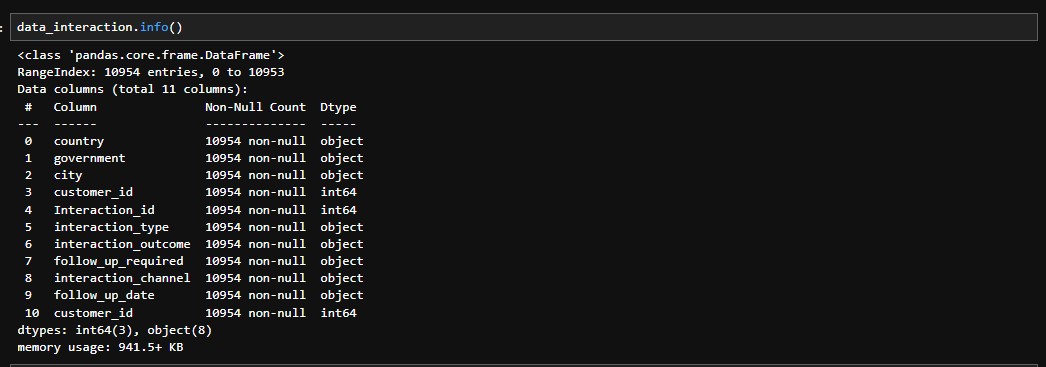 :
data_interaction.info()
<class 'pandas.core.frame.DataFrame'>
RangeIndex: 10954 entries, 0 to 10953
Data columns (total 11 columns):
 #   Column               Non-Null Count  Dtype
---  ------               --------------  -----
 0   country              10954 non-null  object
 1   government           10954 non-null  object
 2   city                 10954 non-null  object
 3   customer_id          10954 non-null  int64
 4   Interaction_id       10954 non-null  int64
 5   interaction_type     10954 non-null  object
 6   interaction_outcome  10954 non-null  object
 7   follow_up_required   10954 non-null  object
 8   interaction_channel  10954 non-null  object
 9   follow_up_date       10954 non-null  object
 10  customer_id          10954 non-null  int64
dtypes: int64(3), object(8)
memory usage: 941.5+ KB